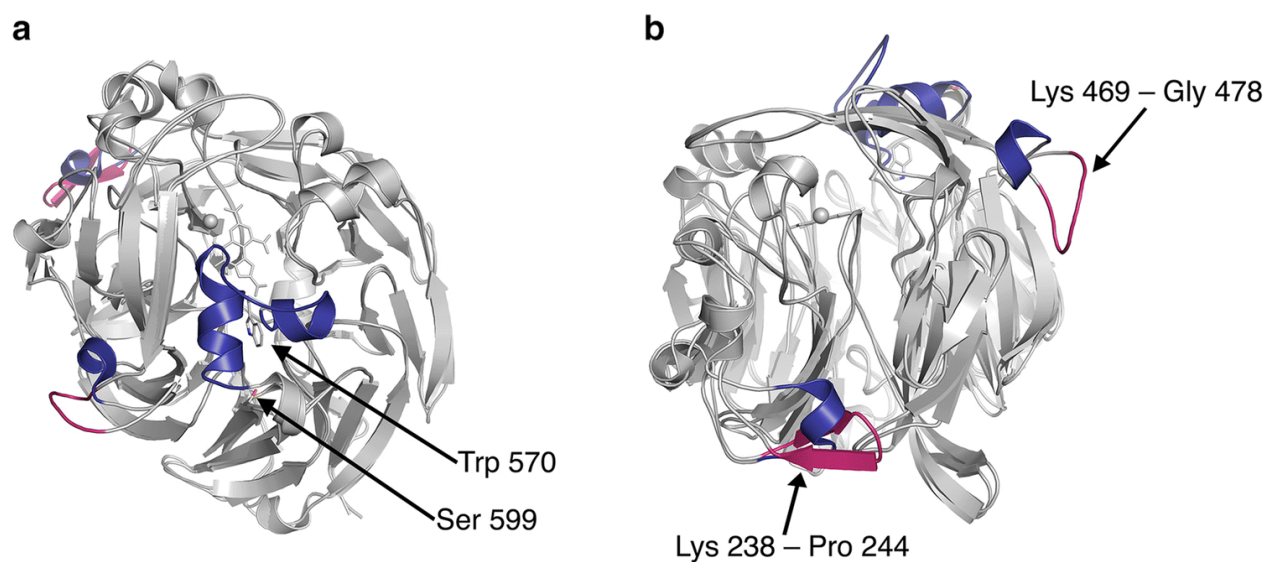 a
b
Lys 469 – Gly 478
Trp 570
Ser 599
Lys 238 – Pro 244